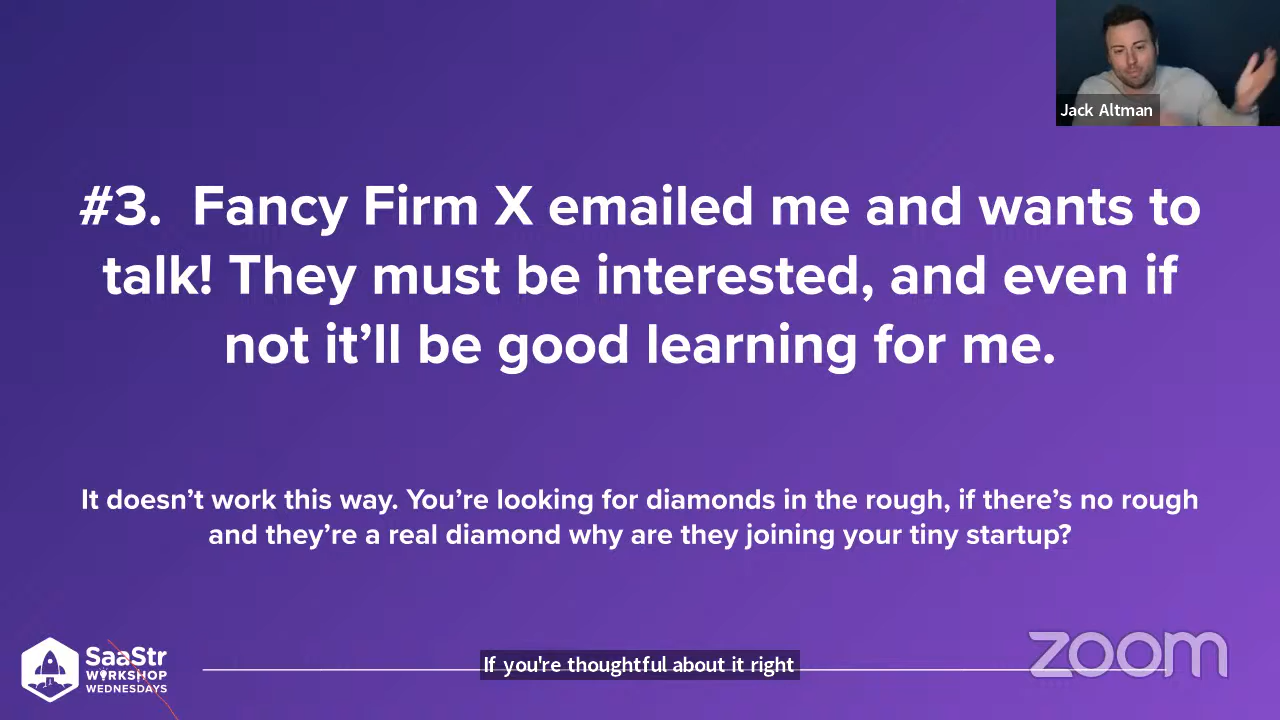 Jack Altman
#3.  Fancy Firm X emailed me and wants to
talk! They must be interested, and even if
not it’ll be good learning for me.
It doesn’t work this way. You’re looking for diamonds in the rough, if there’s no rough
and they’re a real diamond why are they joining your tiny startup?
SaaStr
WORKSHOP
WEDNESDAYS
If you're thoughtful about it right
zoom